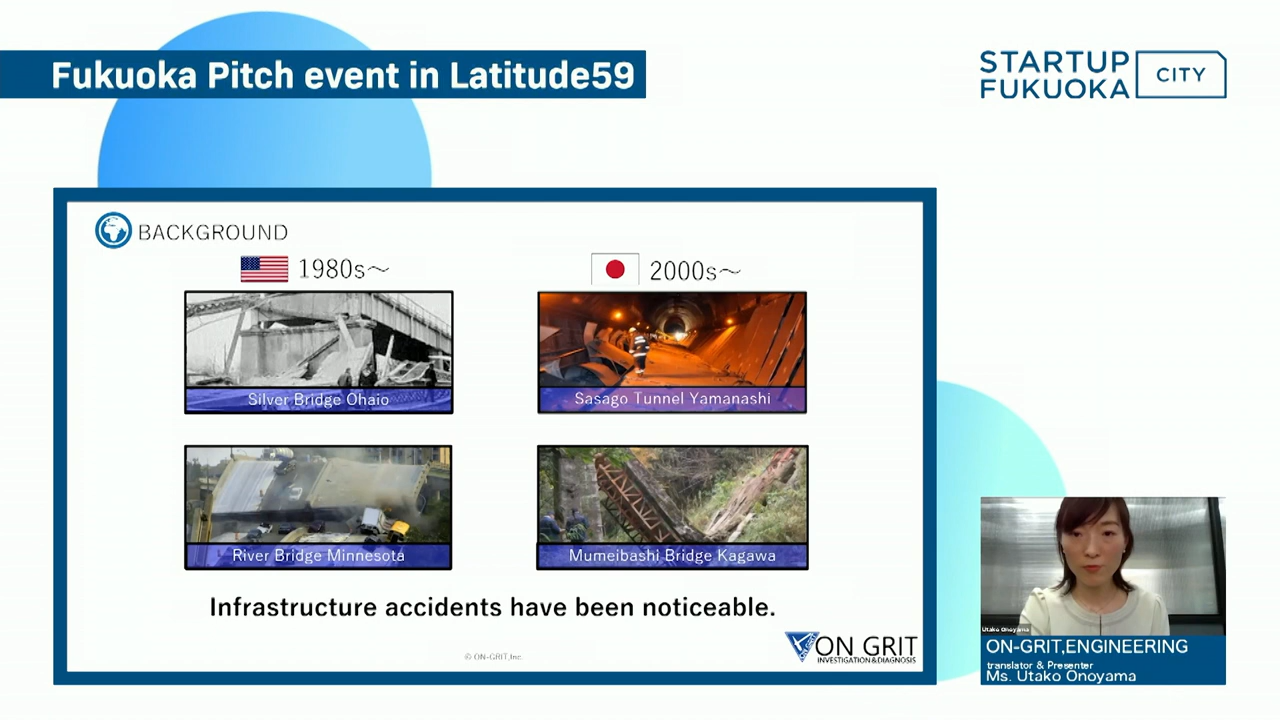 Fukuoka Pitch event in Latitude59
STARTUP
FUKUOKA
CITY
BACKGROUND
1980s～
2000s～
Silver Bridge Ohaio
Sasago Tunnel Yamanashi
River Bridge Minnesota
Mumeibashi Bridge Kagawa
Infrastructure accidents have been noticeable.
© ON-GRIT,Inc.
ON GRIT
INVESTIGATION&DIAGNOSIS
Utako Onoyama
ON-GRIT,ENGINEERING
translator & Presenter
Ms. Utako Onoyama